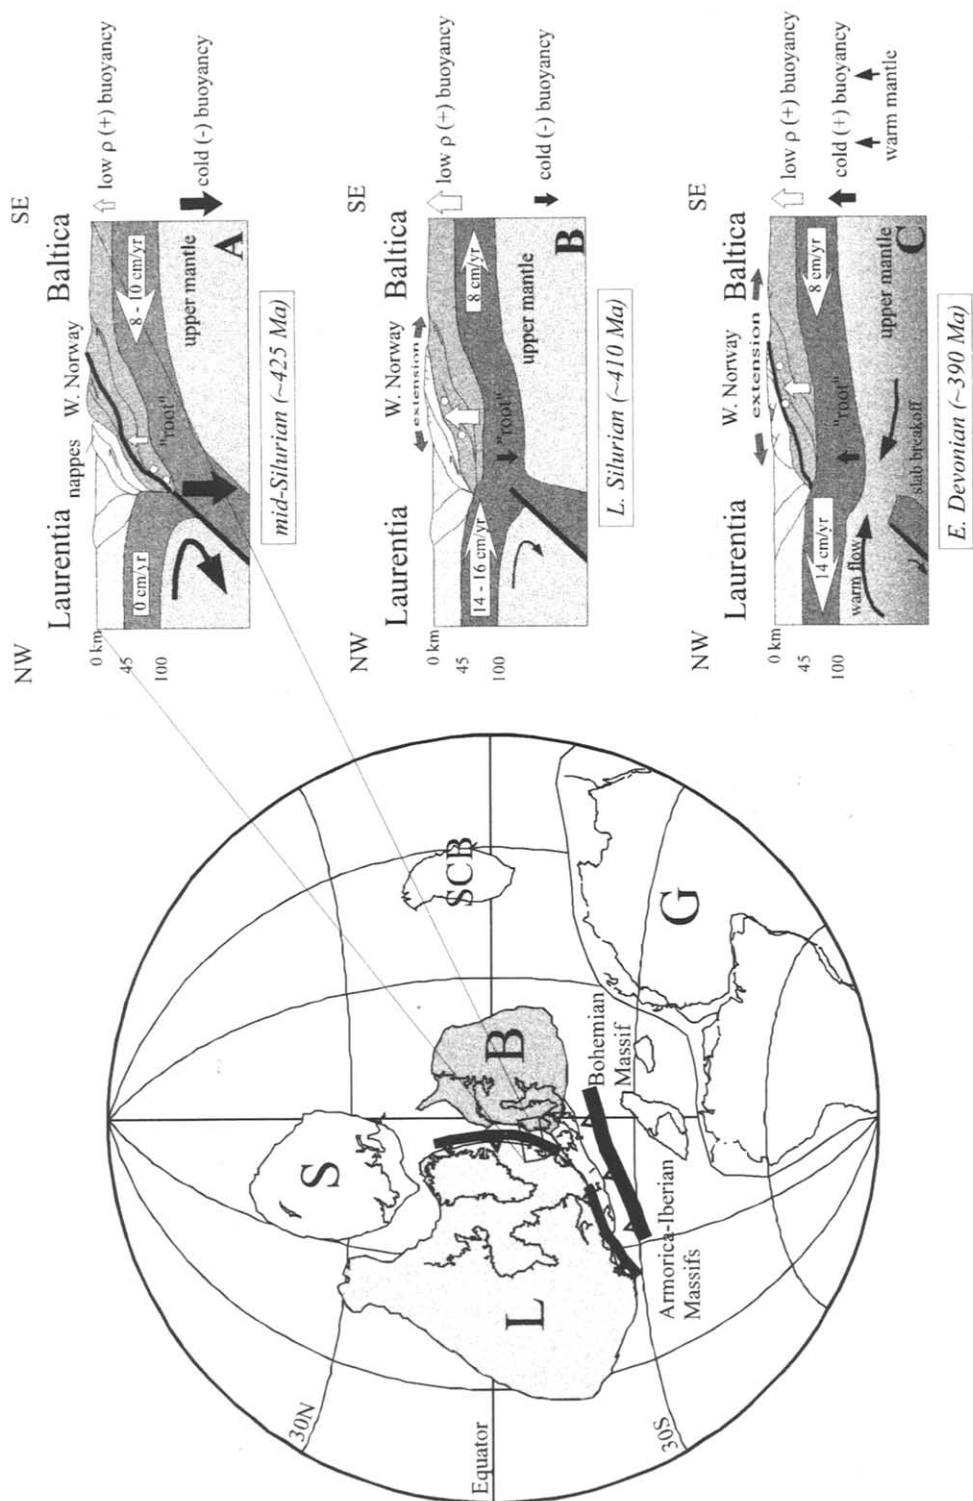 NW
SE
Laurentia
nappes
W. Norway
Baltica
0 km
45
100
0 cm/yr
8 - 10 cm/yr
"root"
upper mantle
A
low ρ (+) buoyancy
cold (-) buoyancy
mid-Silurian (~425 Ma)
NW
SE
Laurentia
W. Norway
Baltica
extension
0 km
45
100
14 - 16 cm/yr
8 cm/yr
"root"
upper mantle
B
low ρ (+) buoyancy
cold (-) buoyancy
L. Silurian (~410 Ma)
NW
SE
Laurentia
W. Norway
Baltica
extension
0 km
45
100
14 cm/yr
8 cm/yr
"root"
warm flow
slab breakoff
upper mantle
C
low ρ (+) buoyancy
cold (+) buoyancy
warm mantle
E. Devonian (~390 Ma)
30N
Equator
30S
S
L
B
SCB
G
Bohemian
Massif
Armorica-Iberian
Massifs